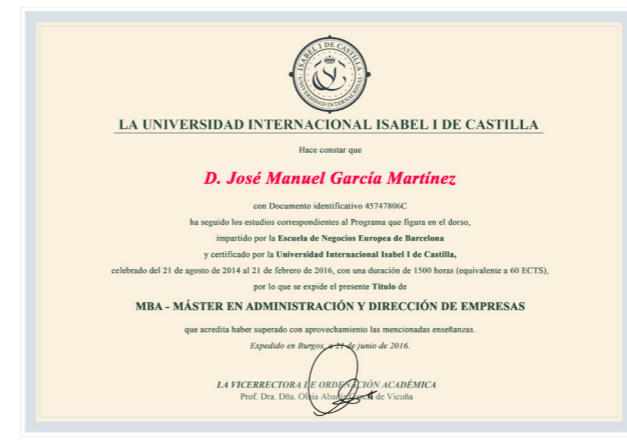 ISABEL I DE CASTILLA
UNIVERSIDAD INTERNACIONAL
LA UNIVERSIDAD INTERNACIONAL ISABEL I DE CASTILLA
Hace constar que
D. José Manuel García Martínez
con Documento identificativo 45747806C
ha seguido los estudios correspondientes al Programa que figura en el dorso,
impartido por la Escuela de Negocios Europea de Barcelona
y certificado por la Universidad Internacional Isabel I de Castilla,
celebrado del 21 de agosto de 2014 al 21 de febrero de 2016, con una duración de 1500 horas (equivalente a 60 ECTS),
por lo que se expide el presente Título de
MBA - MÁSTER EN ADMINISTRACIÓN Y DIRECCIÓN DE EMPRESAS
que acredita haber superado con aprovechamiento las mencionadas enseñanzas.
Expedido en Burgos, a 21 de junio de 2016.
LA VICERRECTORA DE ORDENACIÓN ACADÉMICA
Prof. Dra. Dña. Olaia de Vicuña